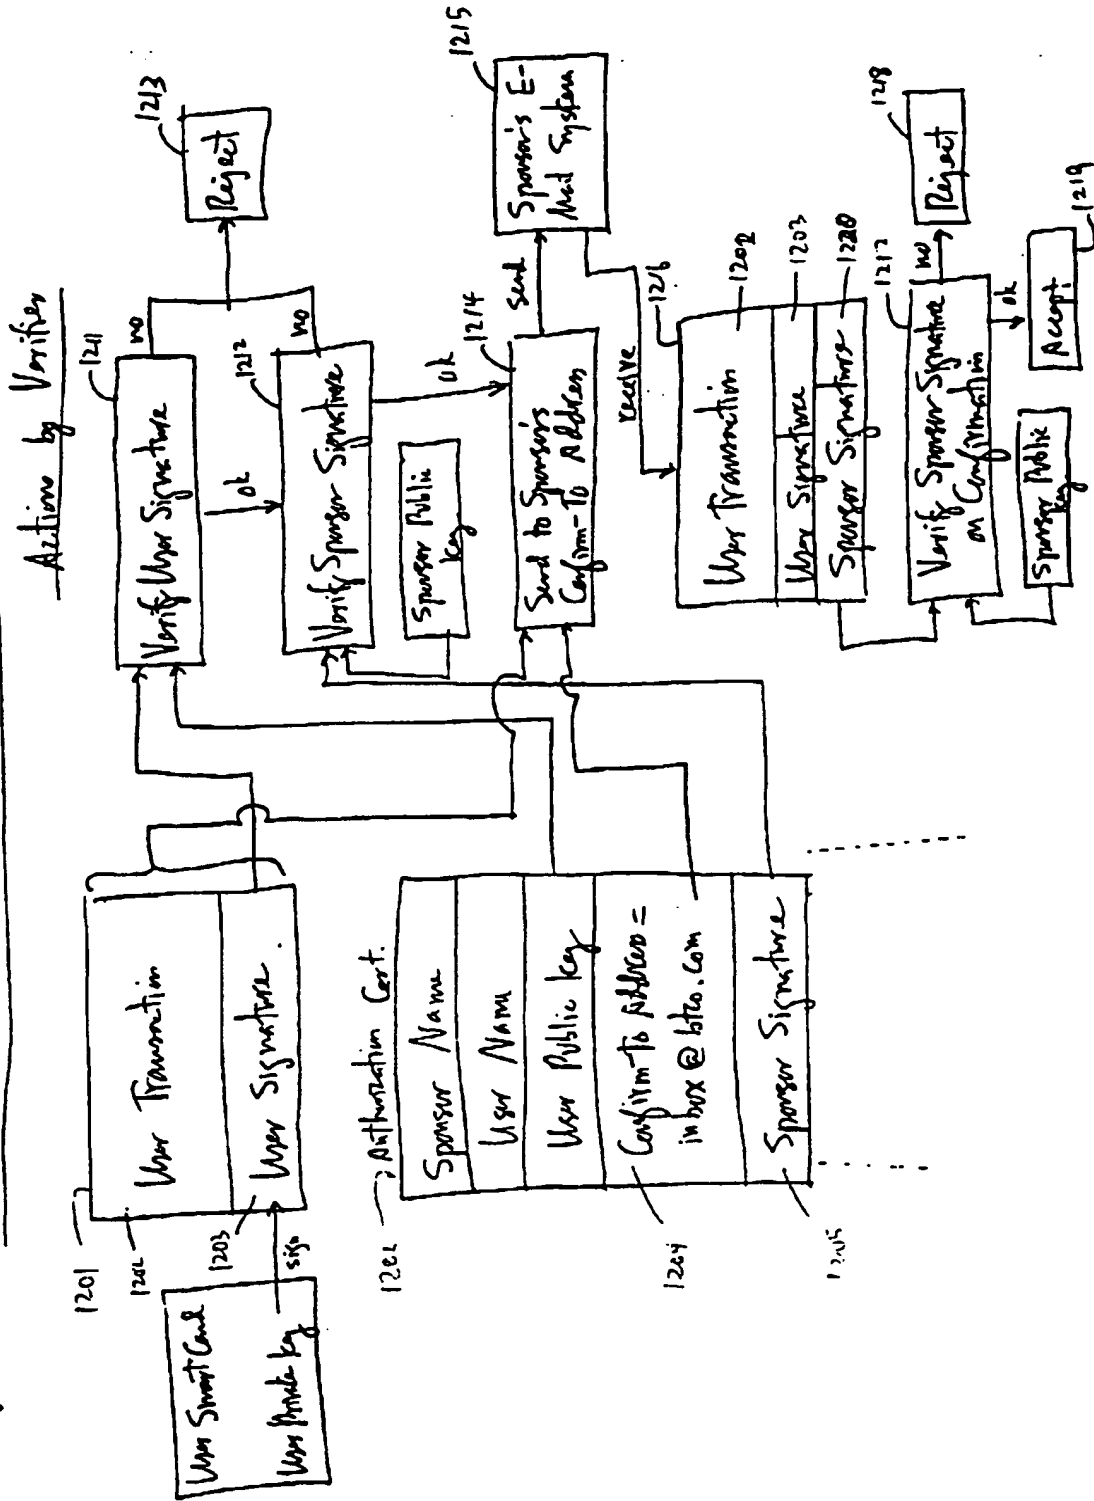 Action by Verifier
1201
1202
User Transaction
1203
User Signature
User Smart Card
User Private key
sign
Authorization Cert.
Sponsor Name
User Name
User Public key
1204
Confirm-To Address =
inbox@btco.com
Sponsor Signature
1211
Verify User Signature
no
ok
1212
Verify Sponsor Signature
no
1213
Reject
Sponsor Public
key
ok
1214
Send to Sponsor's
Confirm-To Address
send
1215
Sponsor's E-
Mail System
receive
1216
User Transaction
1202
User Signature
1203
Sponsor Signature
1220
1217
Verify Sponsor Signature
on Confirmation
no
1218
Reject
ok
1219
Accept
Sponsor Public
key